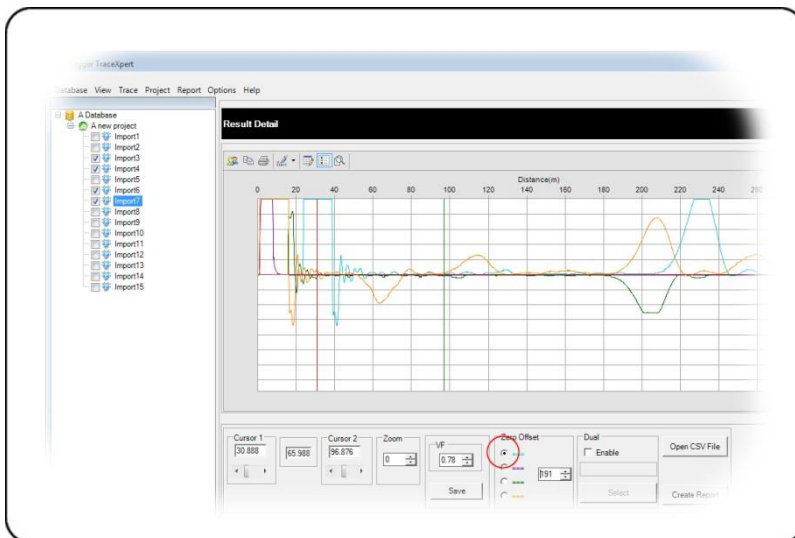 TraceXpert
Database View Trace Project Report Options Help
A Database
A new project
Import1
Import2
Import3
Import4
Import5
Import6
Import7
Import8
Import9
Import10
Import11
Import12
Import13
Import14
Import15
Result Detail
Distance(m)
0 20 40 60 80 100 120 140 160 180 200 220 240 260
Cursor 1
30.888
65.988
Cursor 2
96.876
Zoom
0
VF
0.78
Save
Zero Offset
191
Dual
Enable
Select
Open CSV File
Create Report